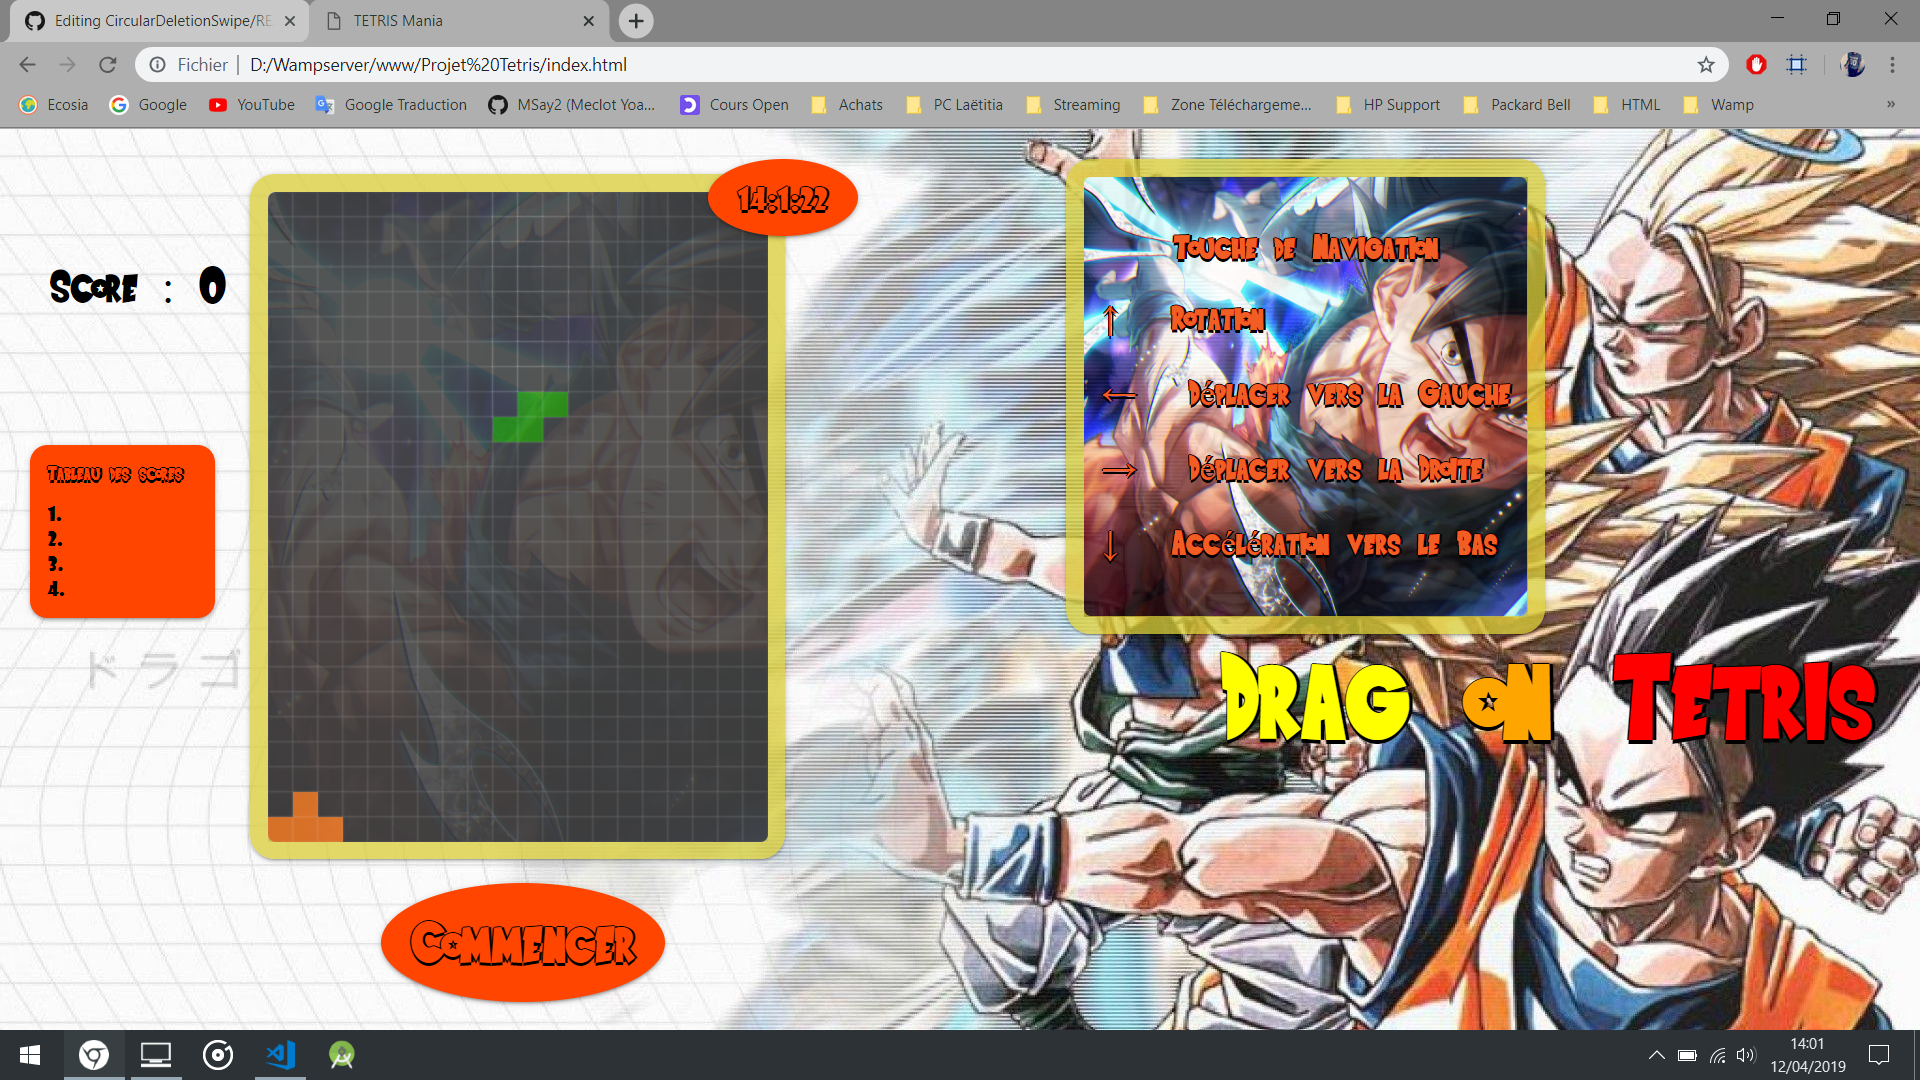 Editing CircularDeletionSwipe/RE
TETRIS Mania
Fichier | D:/Wampserver/www/Projet%20Tetris/index.html
Ecosia Google YouTube Google Traduction MSay2 (Meclot Yoa... Cours Open Achats PC Laëtitia Streaming Zone Téléchargeme... HP Support Packard Bell HTML Wamp »
14:1:22
Score : 0
Tableau des scores
1.
2.
3.
4.
Touche de Navigation
↑ Rotation
← Déplacer vers la Gauche
→ Déplacer vers la Droite
↓ Accélération vers le Bas
ドラゴ
Drag on Tetris
Commencer
14:01
12/04/2019